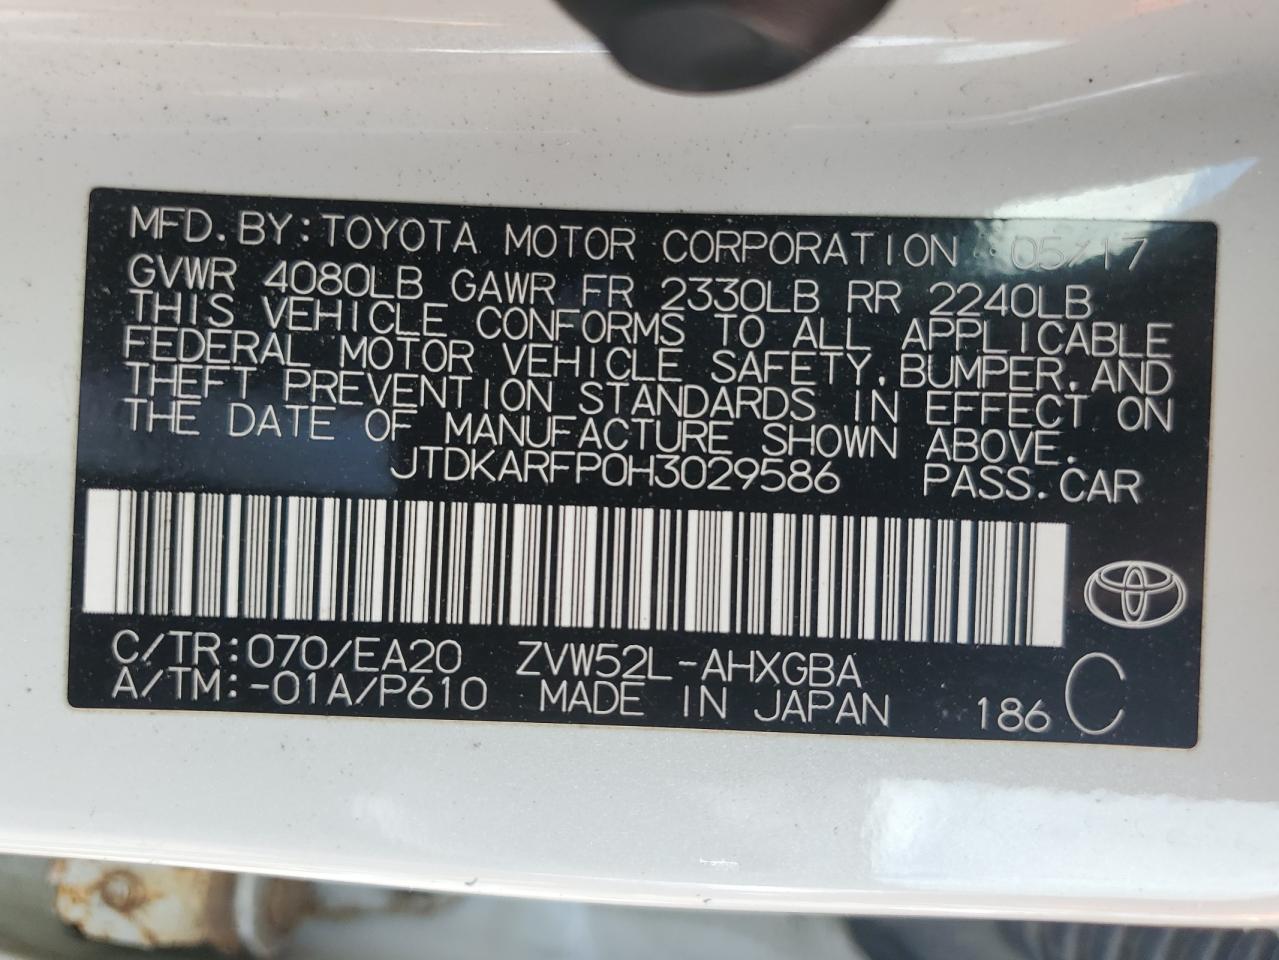 MFD. BY: TOYOTA MOTOR CORPORATION 05/17
GVWR 4080LB GAWR FR 2330LB RR 2240LB
THIS VEHICLE CONFORMS TO ALL APPLICABLE
FEDERAL MOTOR VEHICLE SAFETY, BUMPER, AND
THEFT PREVENTION STANDARDS IN EFFECT ON
THE DATE OF MANUFACTURE SHOWN ABOVE.
JTDKARFP0H3029586 PASS. CAR
C/TR: 070/EA20 ZVW52L-AHXGBA
A/TM: -01A/P610 MADE IN JAPAN 186 C